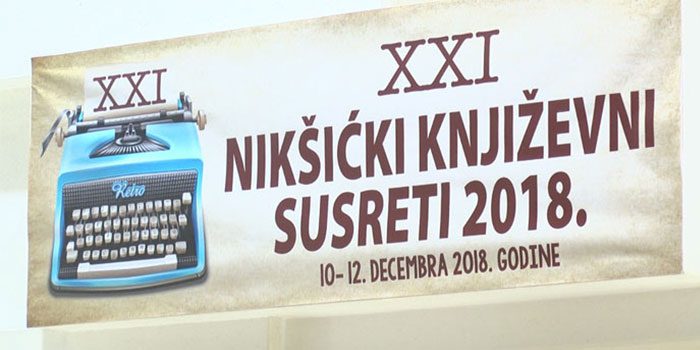 XXI
Retro
XXI
NIKŠIĆKI KNJIŽEVNI
SUSRETI 2018.
10-12. DECEMBRA 2018. GODINE